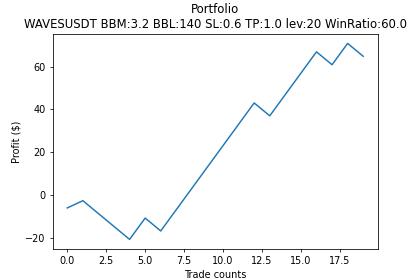 Portfolio
WAVESUSDT BBM:3.2 BBL:140 SL:0.6 TP:1.0 lev:20 WinRatio:60.0
Profit ($)
60
40
20
0
−20
0.0 2.5 5.0 7.5 10.0 12.5 15.0 17.5
Trade counts